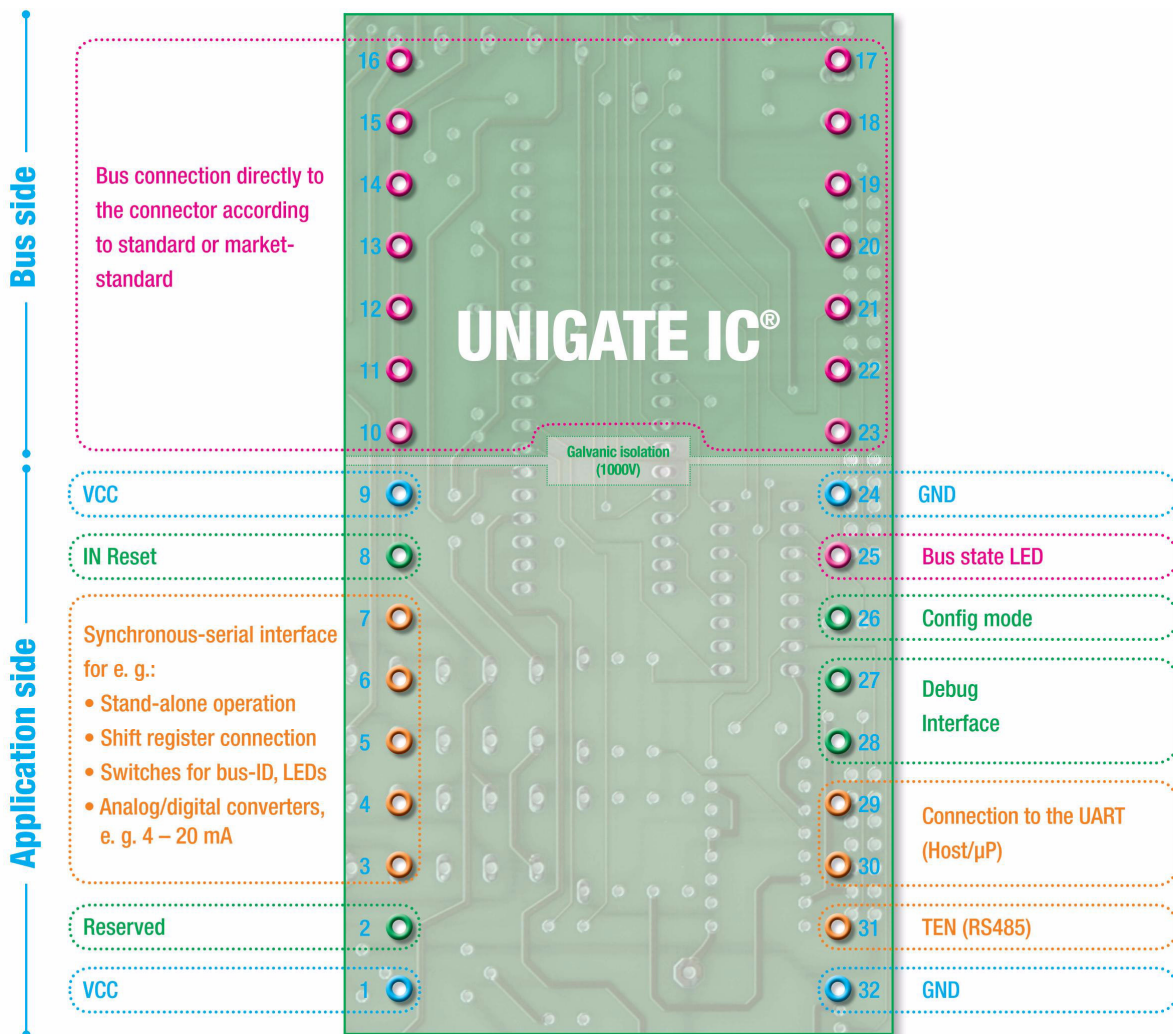 Bus side
Application side
Bus connection directly to
the connector according
to standard or market-
standard
UNIGATE IC®
Galvanic isolation
(1000V)
16
15
14
13
12
11
10
17
18
19
20
21
22
23
VCC 9
IN Reset 8
7
6
5
4
3
Synchronous-serial interface
for e. g.:
• Stand-alone operation
• Shift register connection
• Switches for bus-ID, LEDs
• Analog/digital converters,
e. g. 4 – 20 mA
Reserved 2
VCC 1
24 GND
25 Bus state LED
26 Config mode
27
28
Debug
Interface
29
30
Connection to the UART
(Host/µP)
31 TEN (RS485)
32 GND